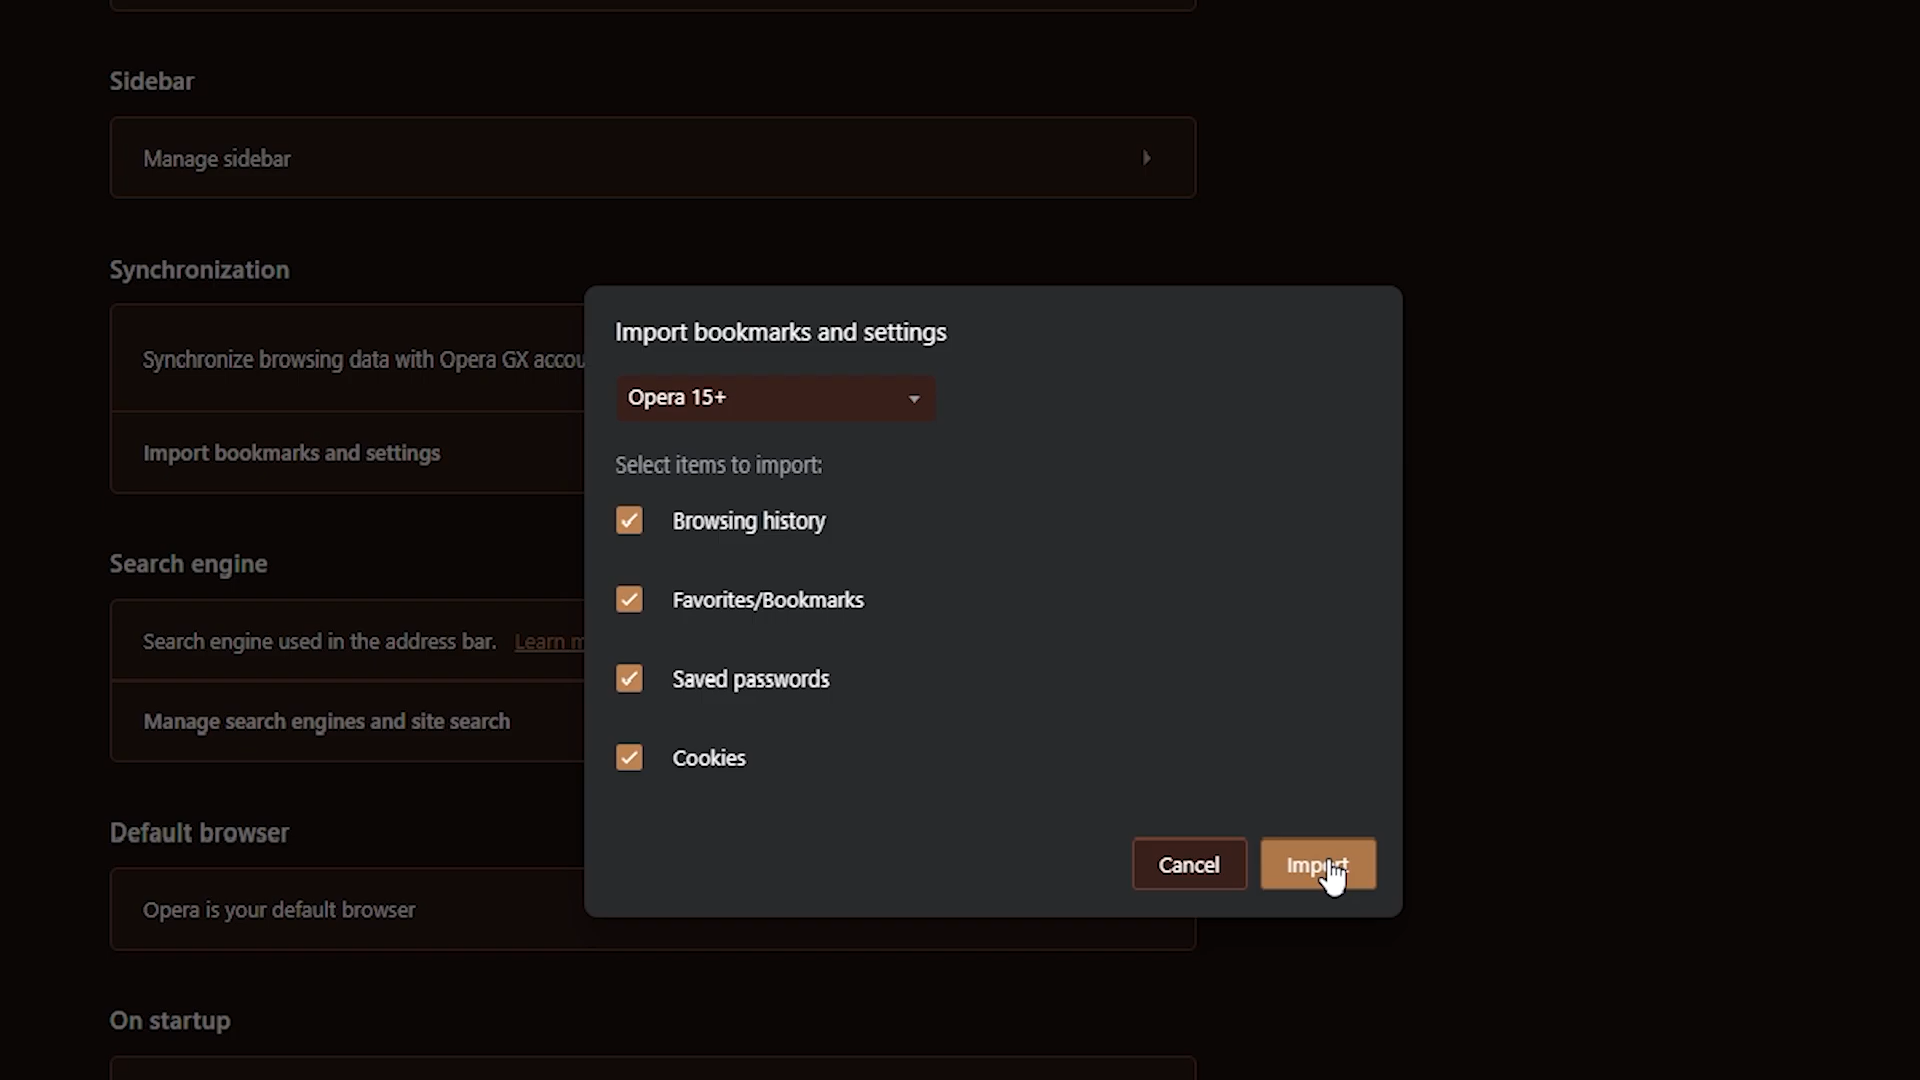 Sidebar
Manage sidebar
Synchronization
Synchronize browsing data with Opera GX
Import bookmarks and settings
Search engine
Search engine used in the address bar. Learn
Manage search engines and site search
Default browser
Opera is your default browser
On startup
Import bookmarks and settings
Opera 15+
Select items to import:
Browsing history
Favorites/Bookmarks
Saved passwords
Cookies
Cancel
Import